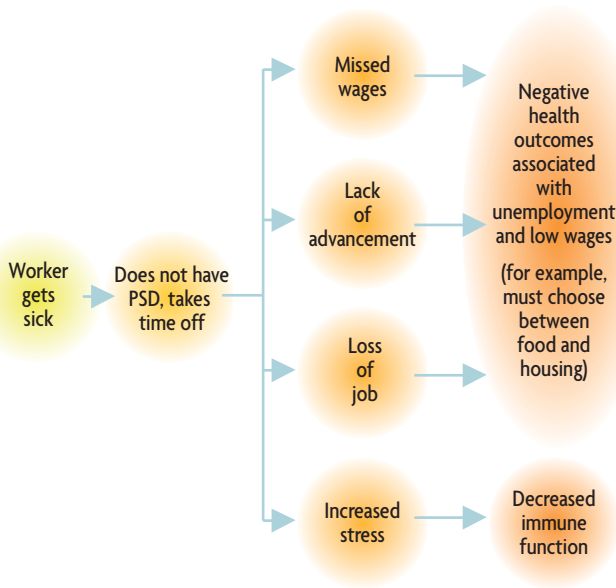 Worker
gets
sick
Does not have
PSD, takes
time off
Missed
wages
Lack
of
advancement
Loss
of
job
Increased
stress
Negative
health
outcomes
associated
with
unemployment
and low wages
(for example,
must choose
between
food and
housing)
Decreased
immune
function